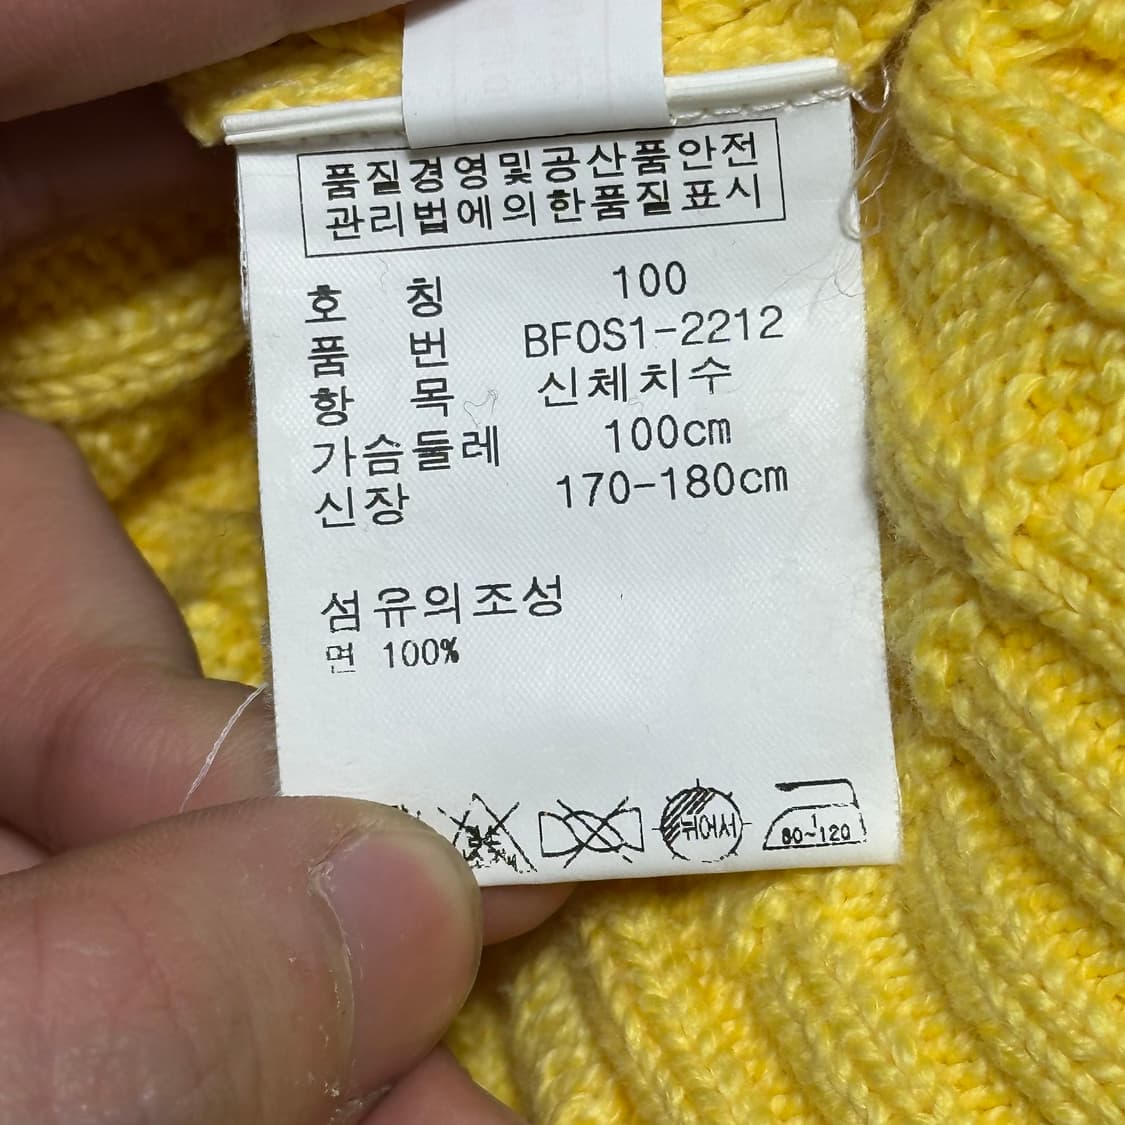 품질경영및공산품안전
관리법에의한품질표시
호 칭 100
품 번 BF0S1-2212
항 목 신체치수
가슴둘레 100cm
신장 170-180cm
섬유의조성
면 100%
뉘어서
80~120